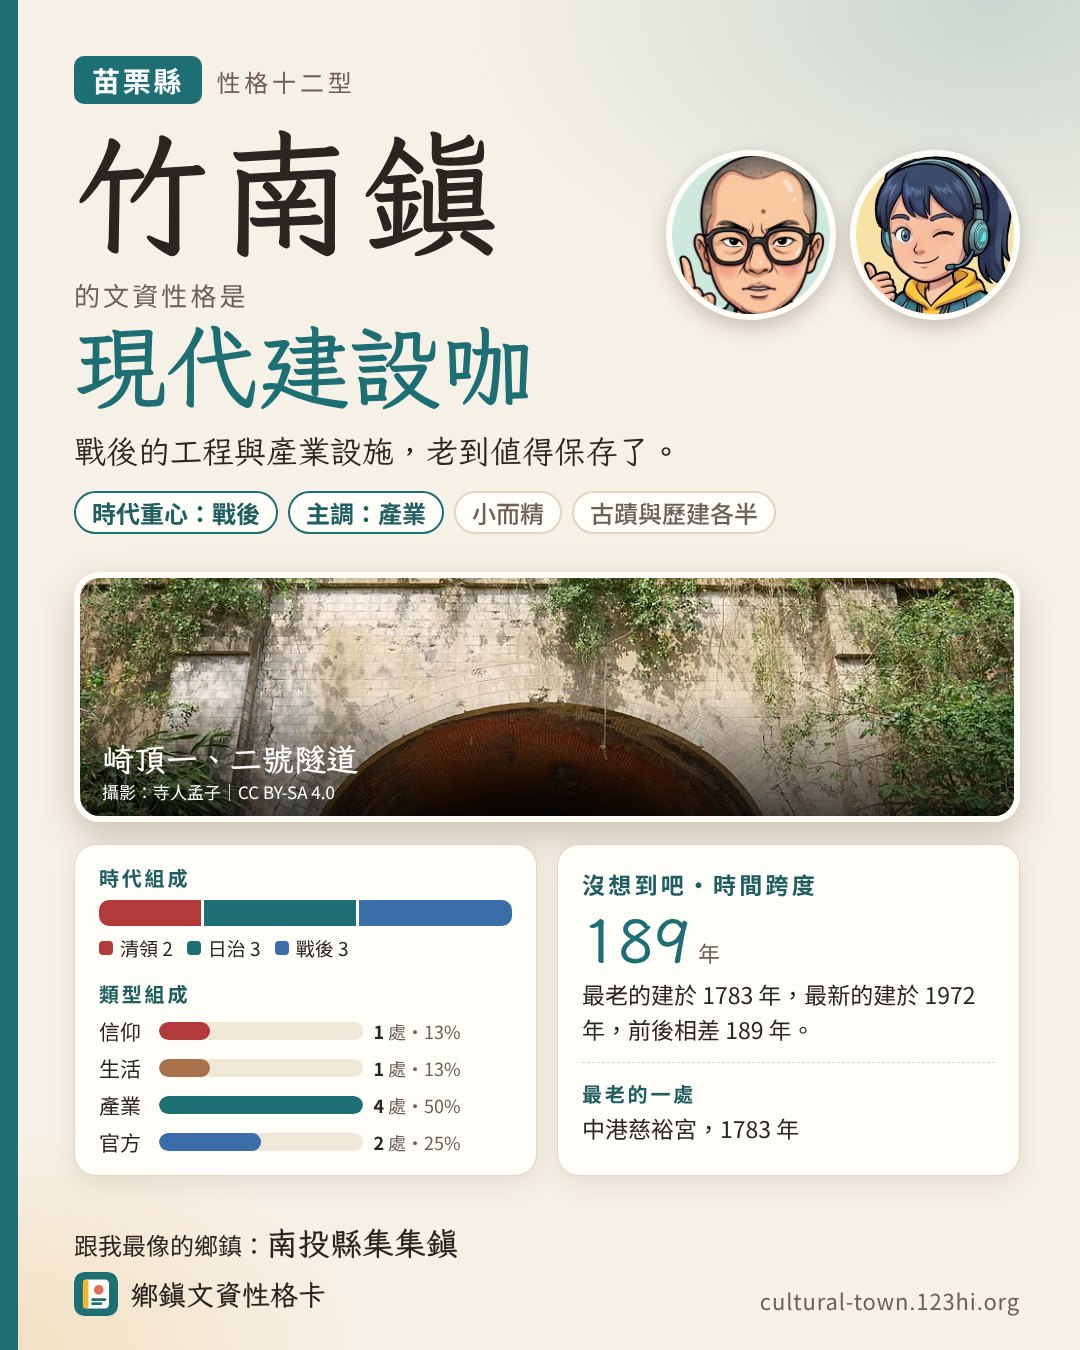 苗栗縣 性格十二型
竹南鎮
的文資性格是
現代建設咖
戰後的工程與產業設施，老到值得保存了。
時代重心：戰後 主調：產業 小而精 古蹟與歷建各半
崎頂一、二號隧道
攝影：寺人孟子｜CC BY-SA 4.0
時代組成
清領 2 日治 3 戰後 3
類型組成
信仰 1 處・13%
生活 1 處・13%
產業 4 處・50%
官方 2 處・25%
沒想到吧・時間跨度
189 年
最老的建於 1783 年，最新的建於 1972
年，前後相差 189 年。
最老的一處
中港慈裕宮，1783 年
跟我最像的鄉鎮：南投縣集集鎮
鄉鎮文資性格卡
cultural-town.123hi.org